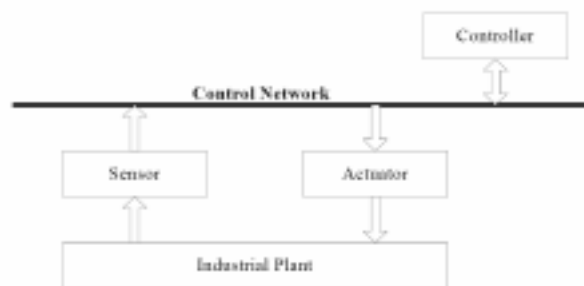 Controller
Control Network
Sensor
Actuator
Industrial Plant